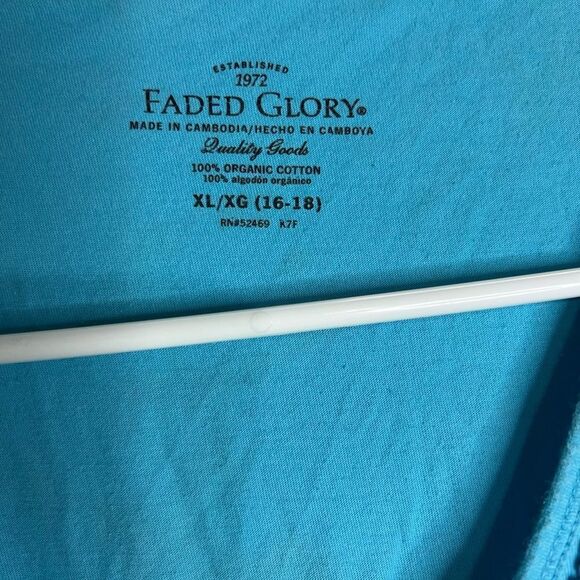 ESTABLISHED
1972
FADED GLORY®
MADE IN CAMBODIA/HECHO EN CAMBOYA
Quality Goods
100% ORGANIC COTTON
100% algodón orgánico
XL/XG (16-18)
RN#52469 K7F